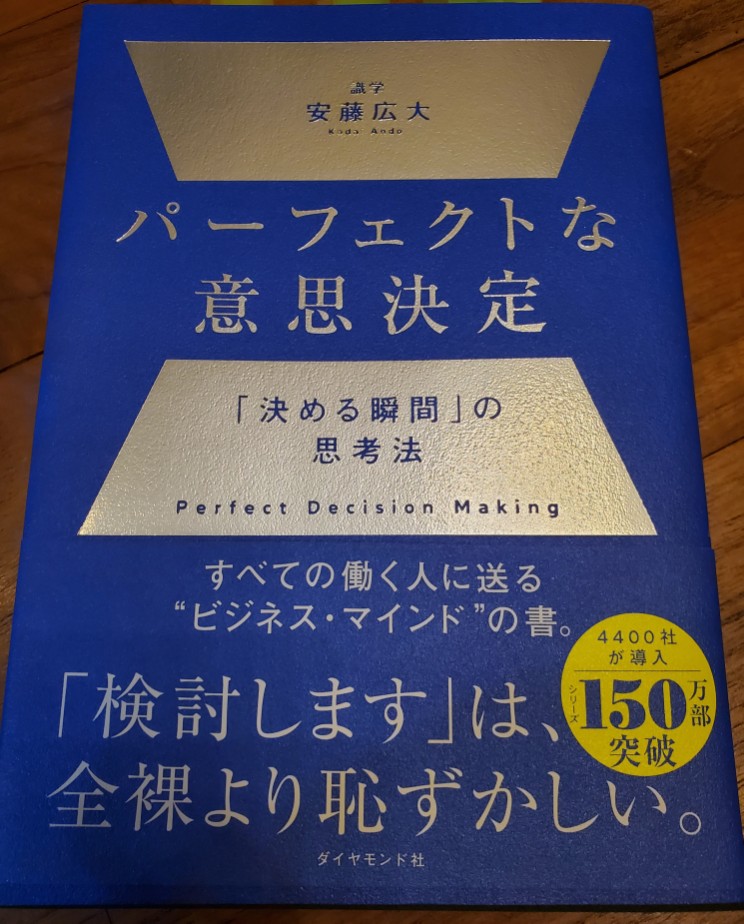 識学
安藤広大
Kodai Ando
パーフェクトな
意思決定
「決める瞬間」の
思考法
Perfect Decision Making
すべての働く人に送る
“ビジネス・マインド”の書。
4400社
が導入
シリーズ
150万部
突破
「検討します」は、
全裸より恥ずかしい。
ダイヤモンド社